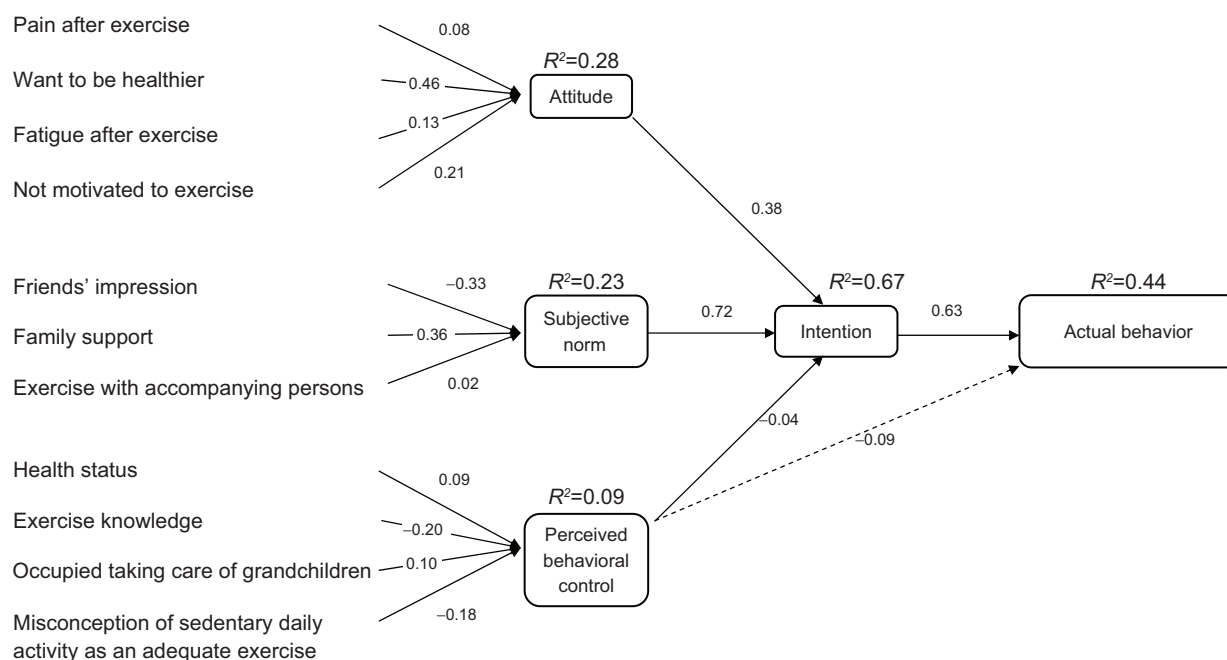 Pain after exercise
0.08
Want to be healthier
0.46
Fatigue after exercise
0.13
Not motivated to exercise
0.21
R²=0.28
Attitude
0.38
Friends’ impression
–0.33
Family support
0.36
Exercise with accompanying persons
0.02
R²=0.23
Subjective
norm
0.72
R²=0.67
Intention
0.63
R²=0.44
Actual behavior
Health status
0.09
Exercise knowledge
–0.20
Occupied taking care of grandchildren
0.10
Misconception of sedentary daily
activity as an adequate exercise
–0.18
R²=0.09
Perceived
behavioral
control
–0.04
–0.09